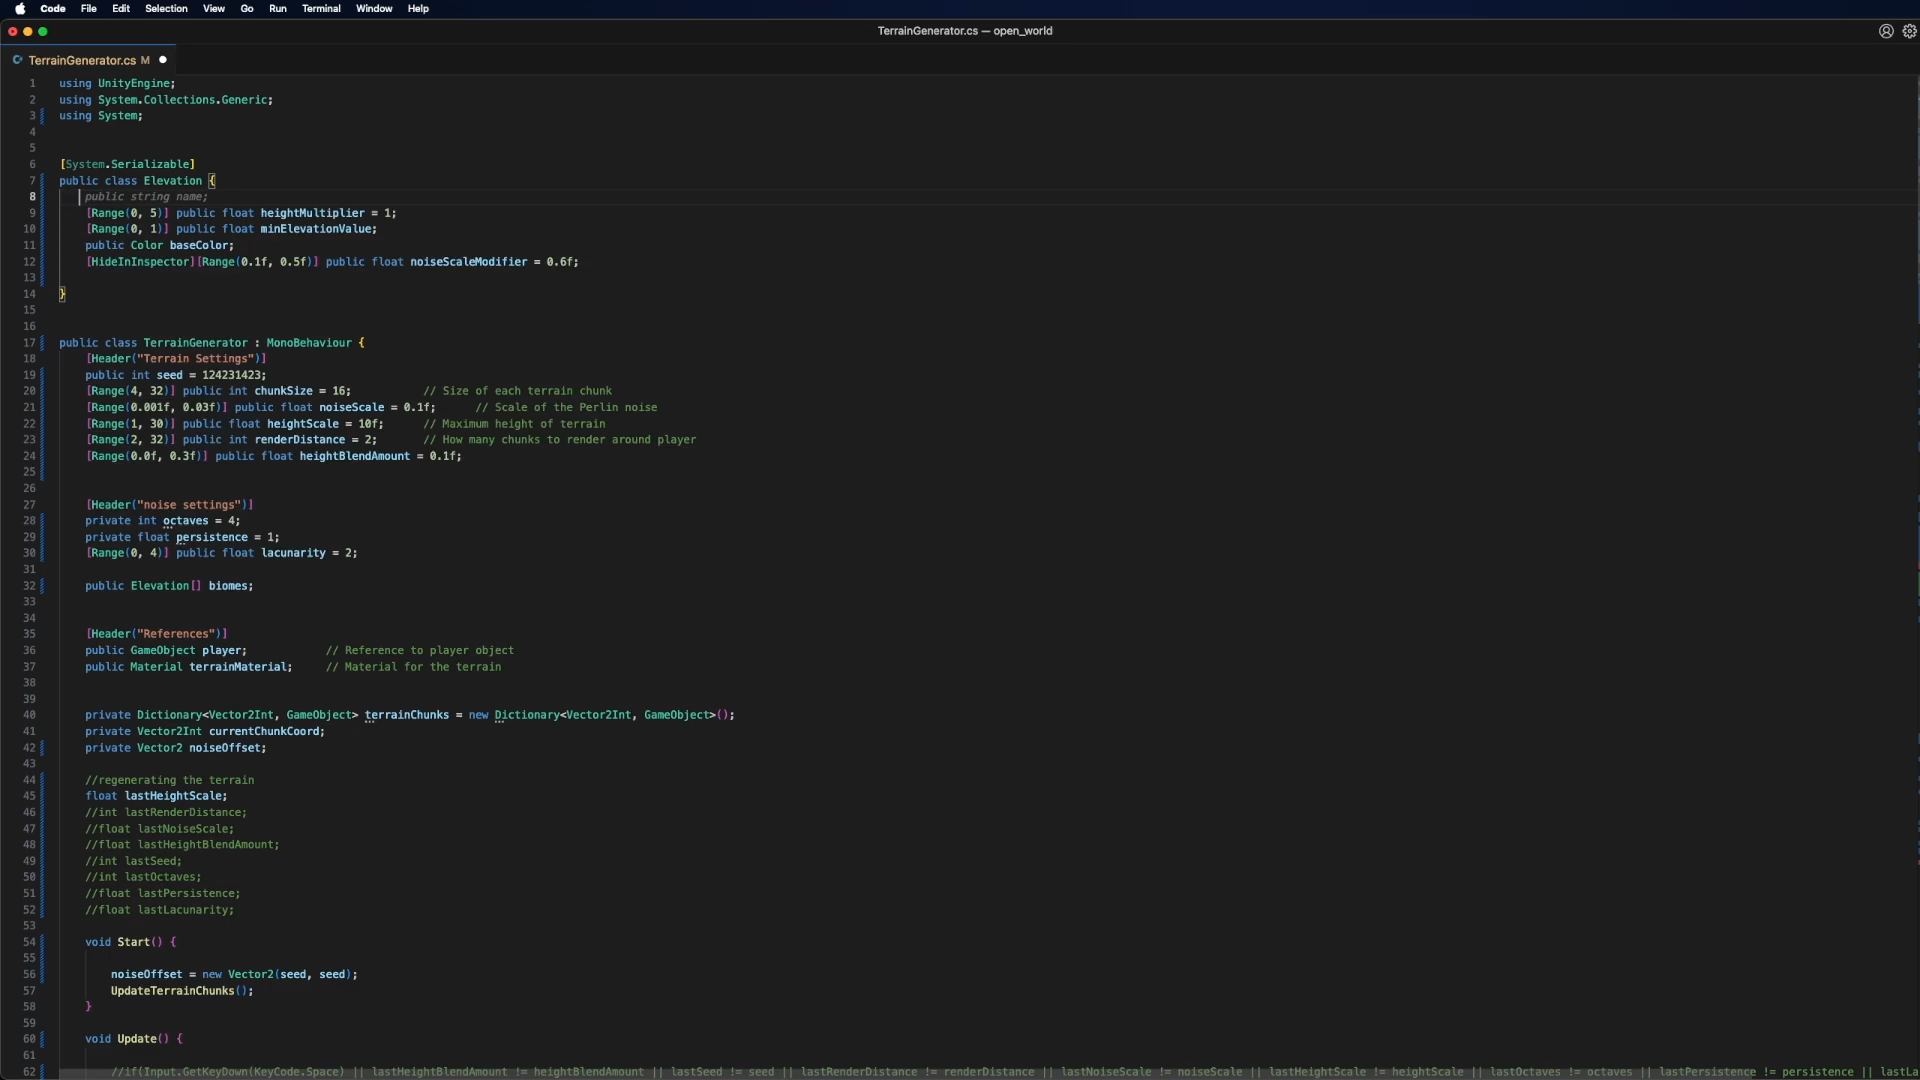 Code File Edit Selection View Go Run Terminal Window Help
TerrainGenerator.cs — open_world
TerrainGenerator.cs M
1 using UnityEngine;
2 using System.Collections.Generic;
3 using System;
4
5
6 [System.Serializable]
7 public class Elevation {
8 public string name;
9 [Range(0, 5)] public float heightMultiplier = 1;
10 [Range(0, 1)] public float minElevationValue;
11 public Color baseColor;
12 [HideInInspector][Range(0.1f, 0.5f)] public float noiseScaleModifier = 0.6f;
13
14 }
15
16
17 public class TerrainGenerator : MonoBehaviour {
18 [Header("Terrain Settings")]
19 public int seed = 124231423;
20 [Range(4, 32)] public int chunkSize = 16; // Size of each terrain chunk
21 [Range(0.001f, 0.03f)] public float noiseScale = 0.1f; // Scale of the Perlin noise
22 [Range(1, 30)] public float heightScale = 10f; // Maximum height of terrain
23 [Range(2, 32)] public int renderDistance = 2; // How many chunks to render around player
24 [Range(0.0f, 0.3f)] public float heightBlendAmount = 0.1f;
25
26
27 [Header("noise settings")]
28 private int octaves = 4;
29 private float persistence = 1;
30 [Range(0, 4)] public float lacunarity = 2;
31
32 public Elevation[] biomes;
33
34
35 [Header("References")]
36 public GameObject player; // Reference to player object
37 public Material terrainMaterial; // Material for the terrain
38
39
40 private Dictionary<Vector2Int, GameObject> terrainChunks = new Dictionary<Vector2Int, GameObject>();
41 private Vector2Int currentChunkCoord;
42 private Vector2 noiseOffset;
43
44 //regenerating the terrain
45 float lastHeightScale;
46 //int lastRenderDistance;
47 //float lastNoiseScale;
48 //float lastHeightBlendAmount;
49 //int lastSeed;
50 //int lastOctaves;
51 //float lastPersistence;
52 //float lastLacunarity;
53
54 void Start() {
55
56 noiseOffset = new Vector2(seed, seed);
57 UpdateTerrainChunks();
58 }
59
60 void Update() {
61
62 //if(Input.GetKeyDown(KeyCode.Space) || lastHeightBlendAmount != heightBlendAmount || lastSeed != seed || lastRenderDistance != renderDistance || lastNoiseScale != noiseScale || lastHeightScale != heightScale || lastOctaves != octaves || lastPersistence != persistence || lastLa